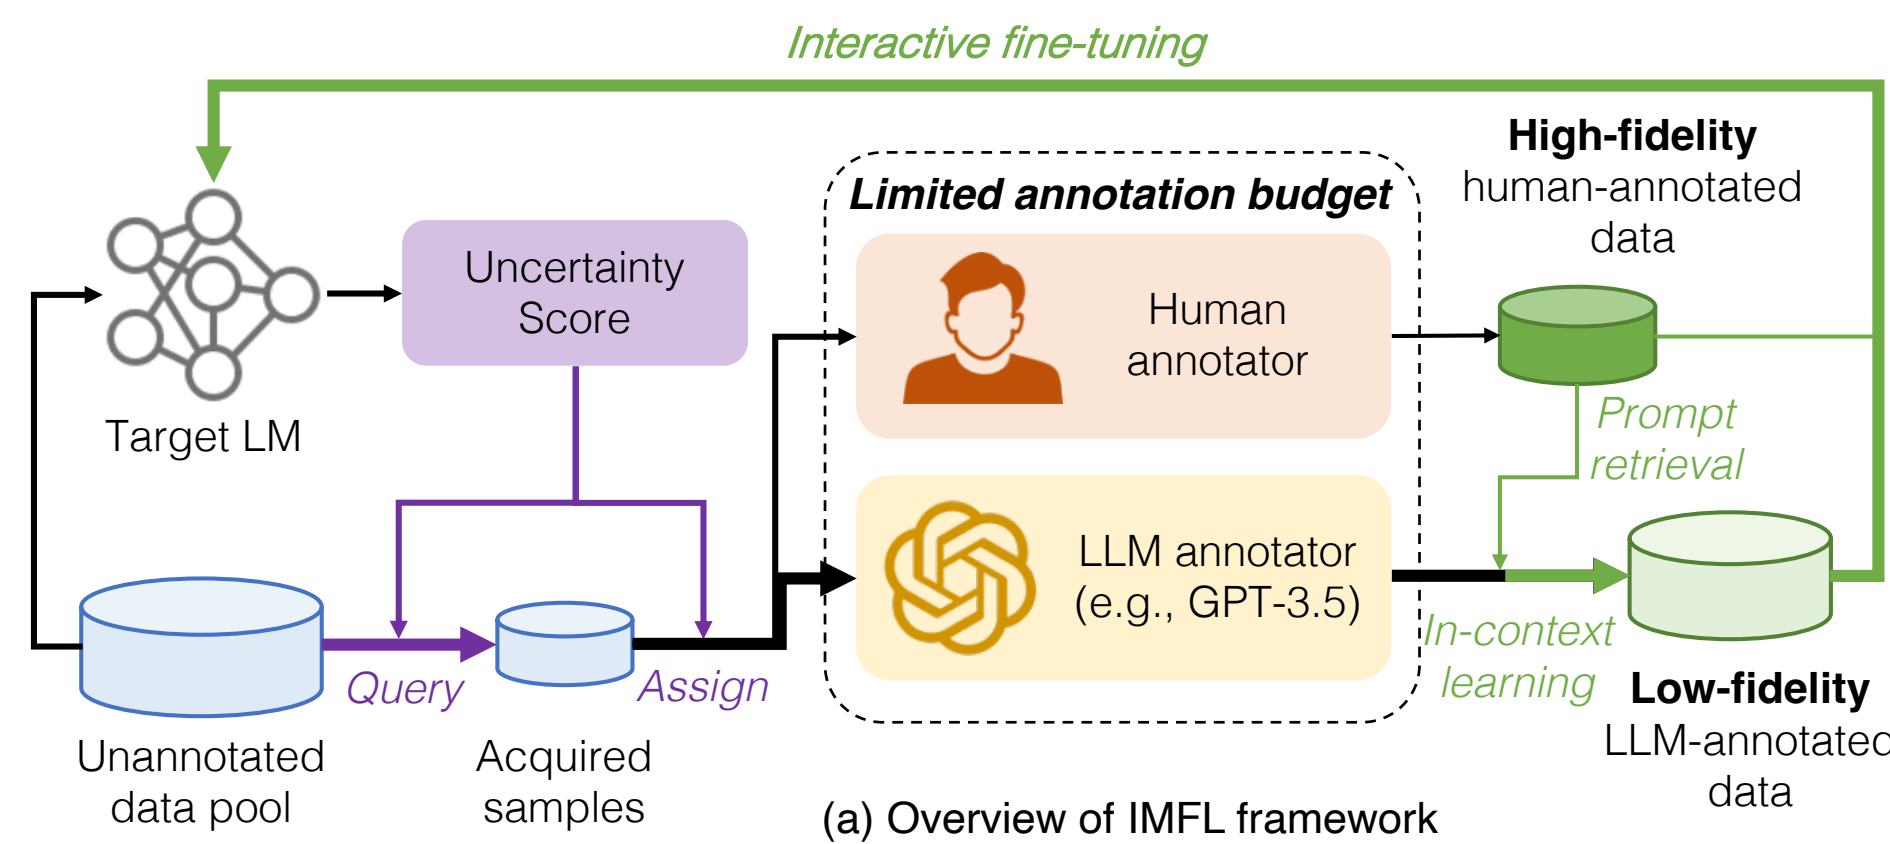 Interactive fine-tuning
High-fidelity
human-annotated
data
Limited annotation budget
Uncertainty
Score
Human
annotator
Target LM
Prompt
retrieval
LLM annotator
(e.g., GPT-3.5)
In-context
learning
Query
Assign
Low-fidelity
LLM-annotated
data
Unannotated
data pool
Acquired
samples
(a) Overview of IMFL framework